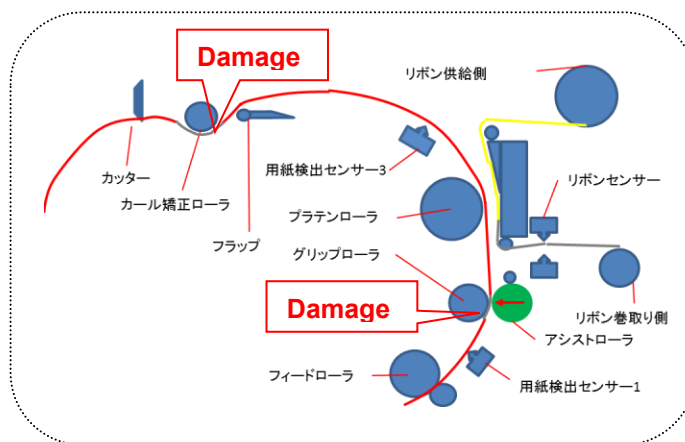 Damage
リボン供給側
カッター
カール矯正ローラ
フラップ
用紙検出センサー3
リボンセンサー
プラテンローラ
グリップローラ
Damage
リボン巻取り側
アシストローラ
フィードローラ
用紙検出センサー1